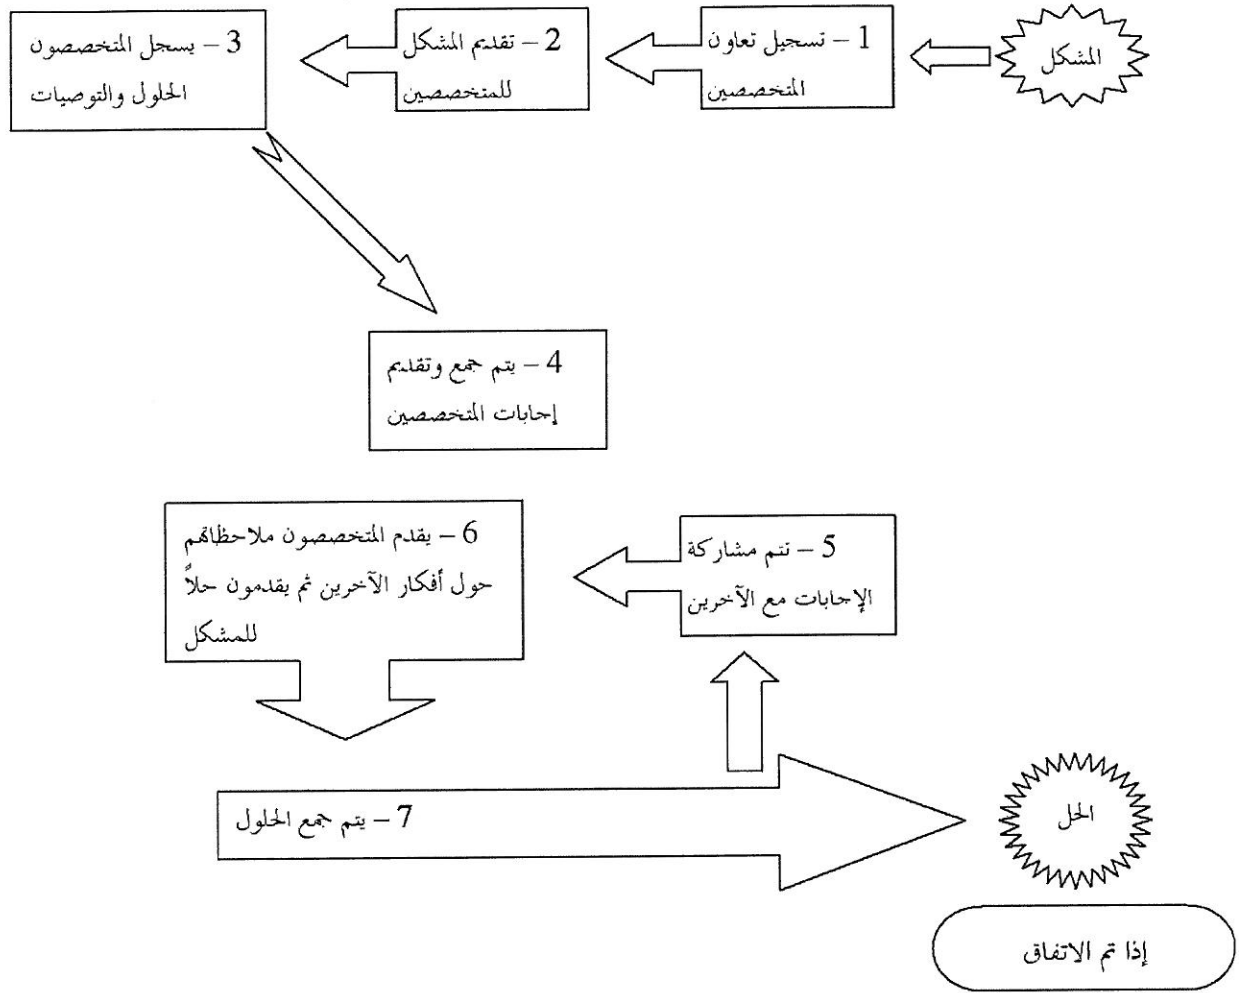 المشكل
1 – تسجيل تعاون
المتخصصين
2 – تقديم المشكل
للمتخصصين
3 – يسجل المتخصصون
الحلول والتوصيات
4 – يتم جمع وتقديم
إجابات المتخصصين
5 – تتم مشاركة
الإجابات مع الآخرين
6 – يقدم المتخصصون ملاحظاتهم
حول أفكار الآخرين ثم يقدمون حلاً
للمشكل
7 – يتم جمع الحلول
الحل
إذا تم الاتفاق